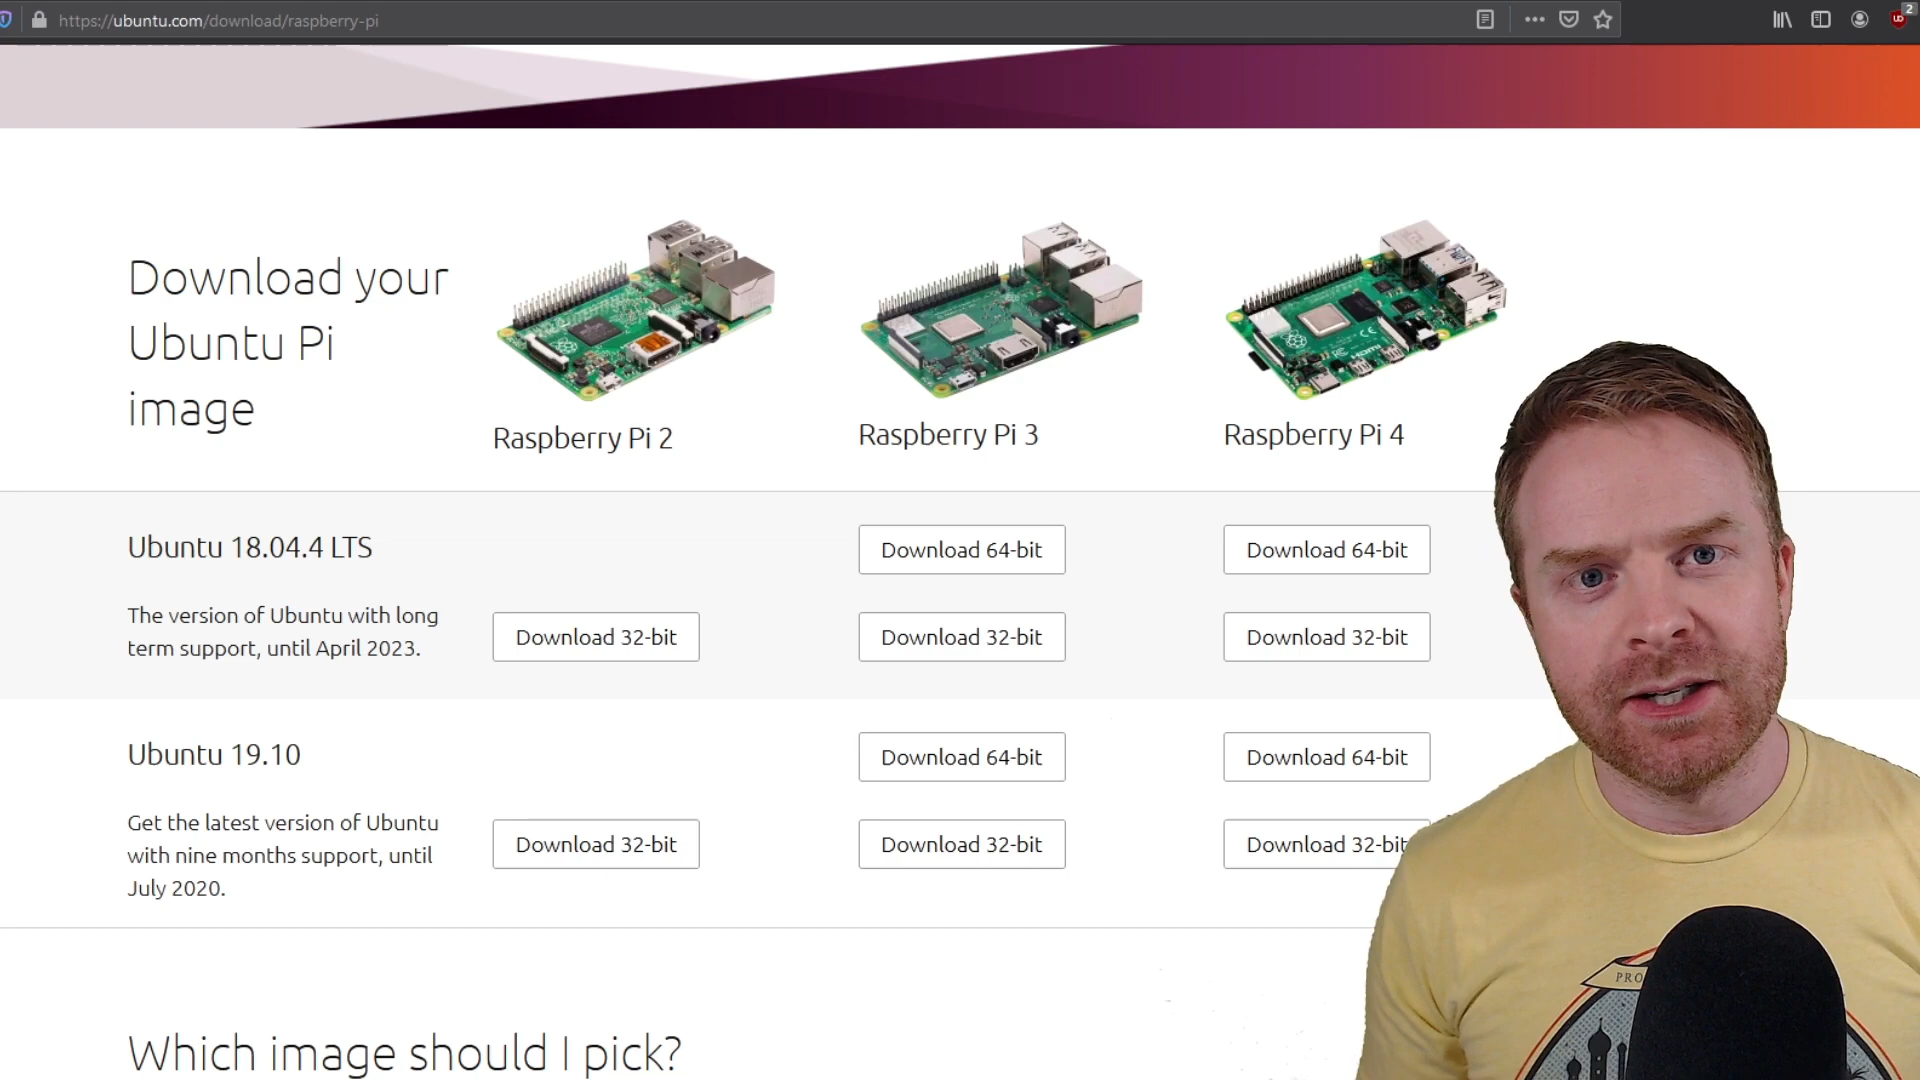 https://ubuntu.com/download/raspberry-pi
2
Download your
Ubuntu Pi
image
Raspberry Pi 2
Raspberry Pi 3
Raspberry Pi 4
Ubuntu 18.04.4 LTS
The version of Ubuntu with long
term support, until April 2023.
Download 64-bit
Download 64-bit
Download 32-bit
Download 32-bit
Download 32-bit
Ubuntu 19.10
Get the latest version of Ubuntu
with nine months support, until
July 2020.
Download 64-bit
Download 64-bit
Download 32-bit
Download 32-bit
Download 32-bit
PRO
HDMI
Which image should I pick?